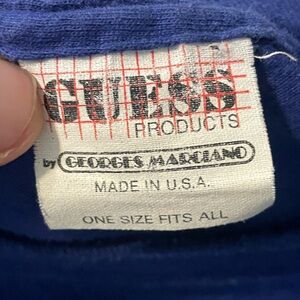 GUESS
PRODUCTS
by GEORGES MARCIANO
MADE IN U.S.A.
ONE SIZE FITS ALL